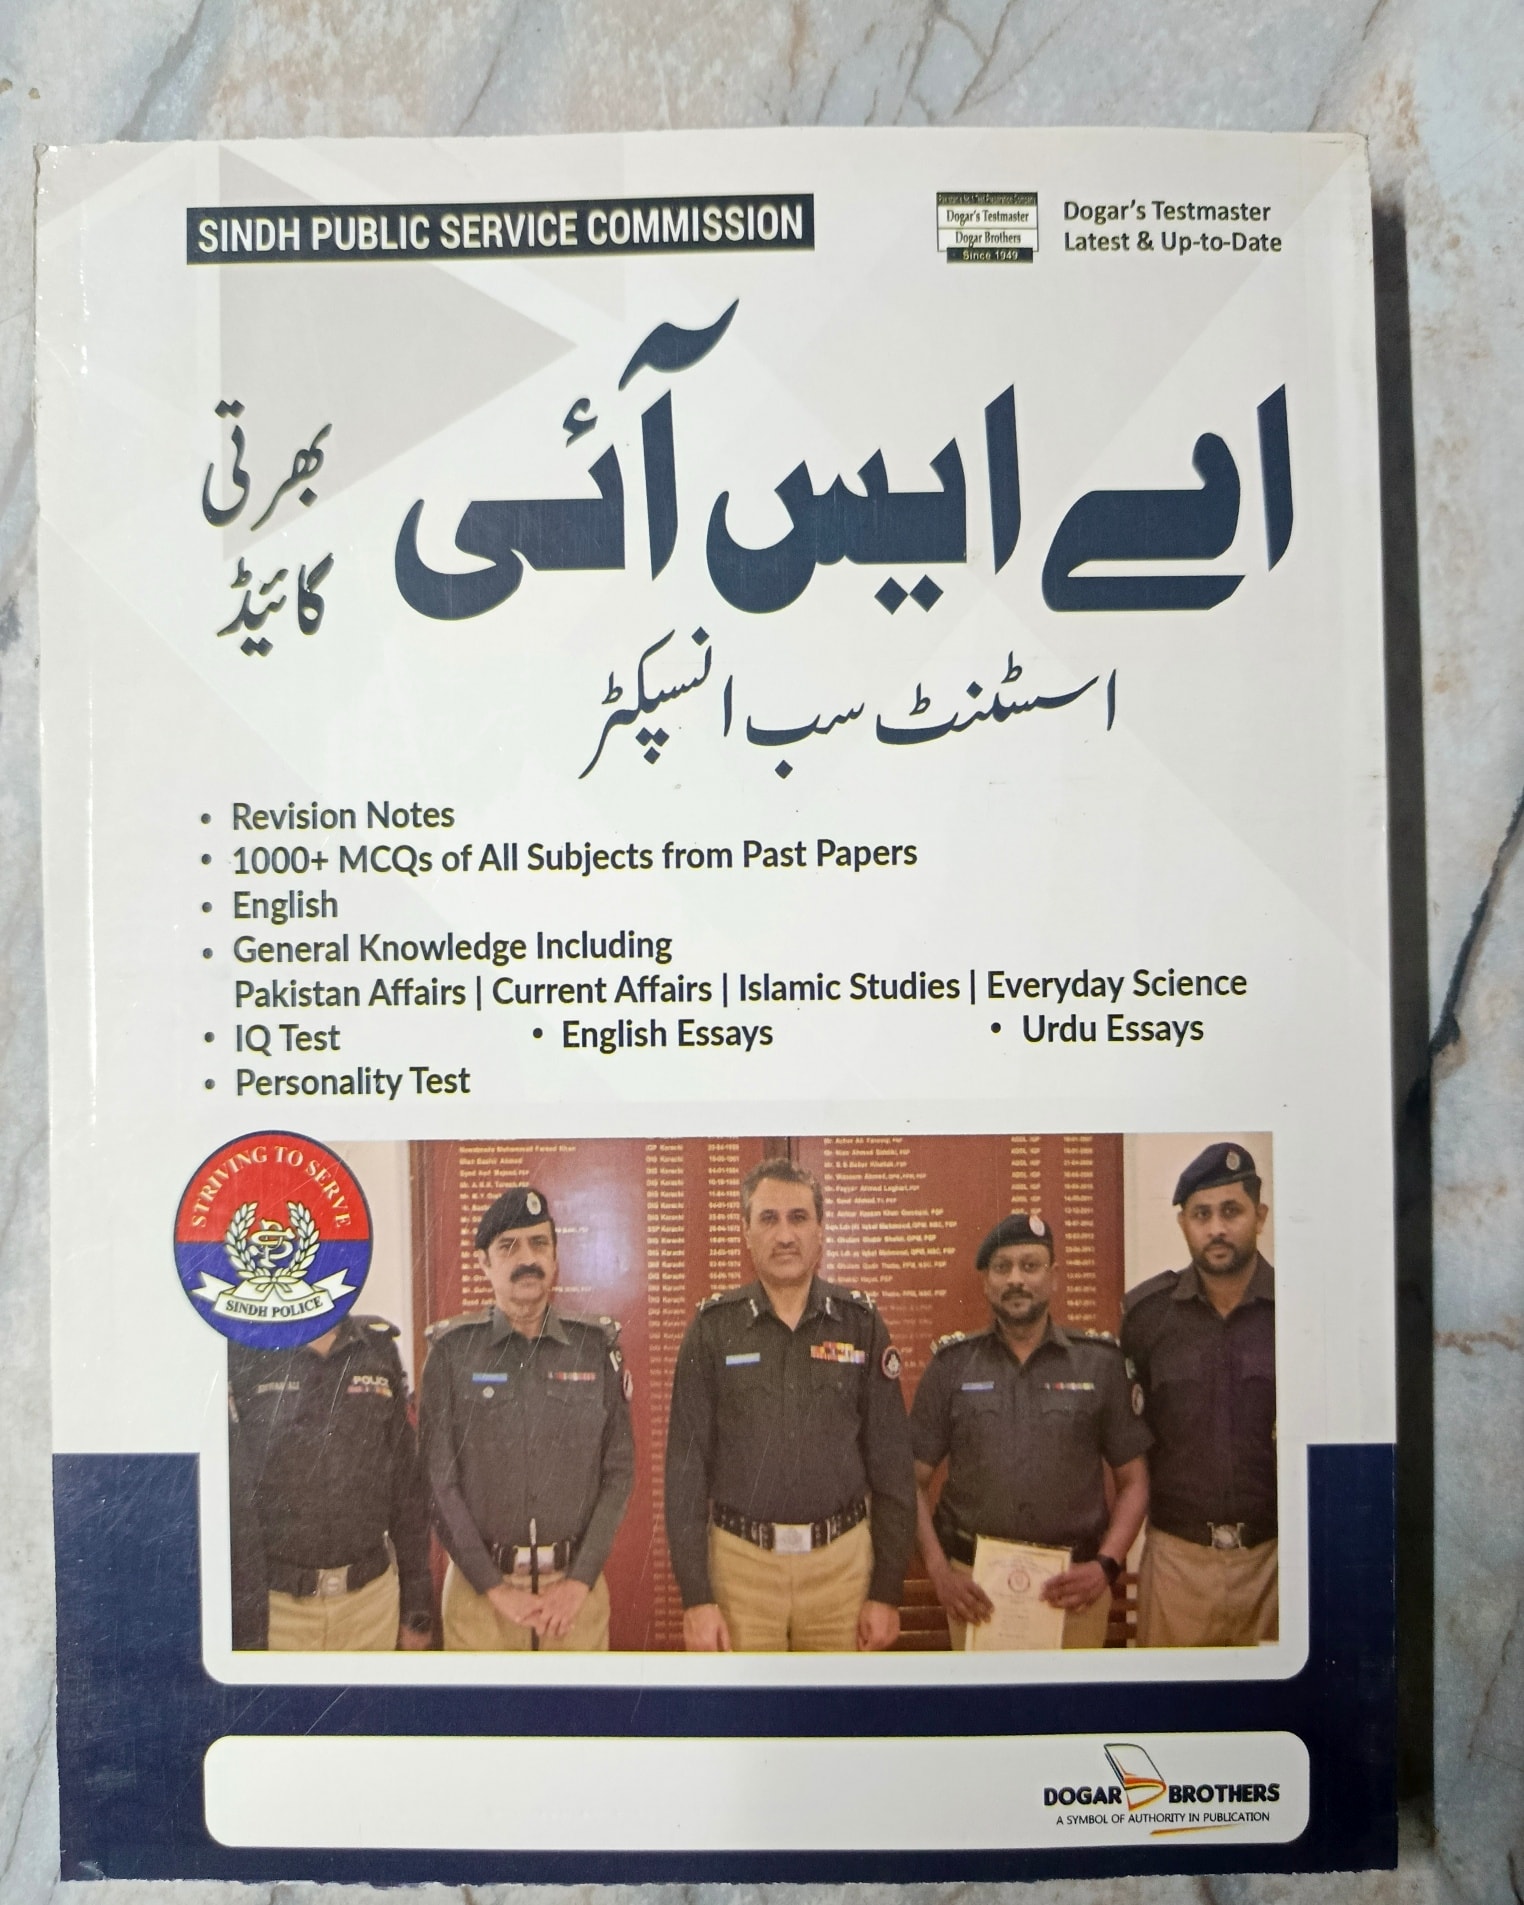 SINDH PUBLIC SERVICE COMMISSION
Dogar's Testmaster
Dogar Brothers
Since 1949
Dogar's Testmaster
Latest & Up-to-Date
اے ایس آئی
بھرتی
گائیڈ
اسسٹنٹ سب انسپکٹر
• Revision Notes
• 1000+ MCQs of All Subjects from Past Papers
• English
• General Knowledge Including
Pakistan Affairs | Current Affairs | Islamic Studies | Everyday Science
• IQ Test • English Essays • Urdu Essays
• Personality Test
STRIVING TO SERVE
SINDH POLICE
POLICE
DOGAR BROTHERS
A SYMBOL OF AUTHORITY IN PUBLICATION